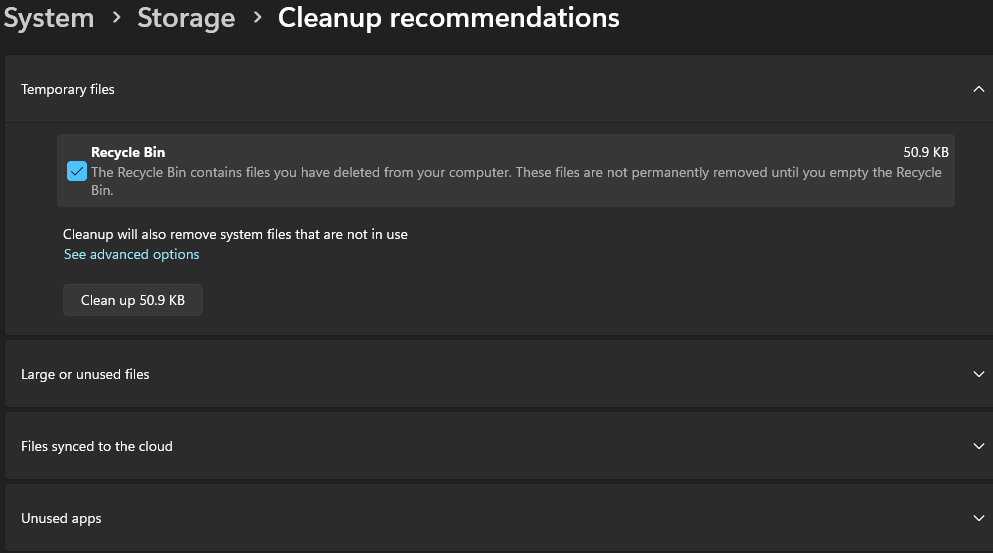 System > Storage > Cleanup recommendations
Temporary files
Recycle Bin 50.9 KB
The Recycle Bin contains files you have deleted from your computer. These files are not permanently removed until you empty the Recycle
Bin.
Cleanup will also remove system files that are not in use
See advanced options
Clean up 50.9 KB
Large or unused files
Files synced to the cloud
Unused apps